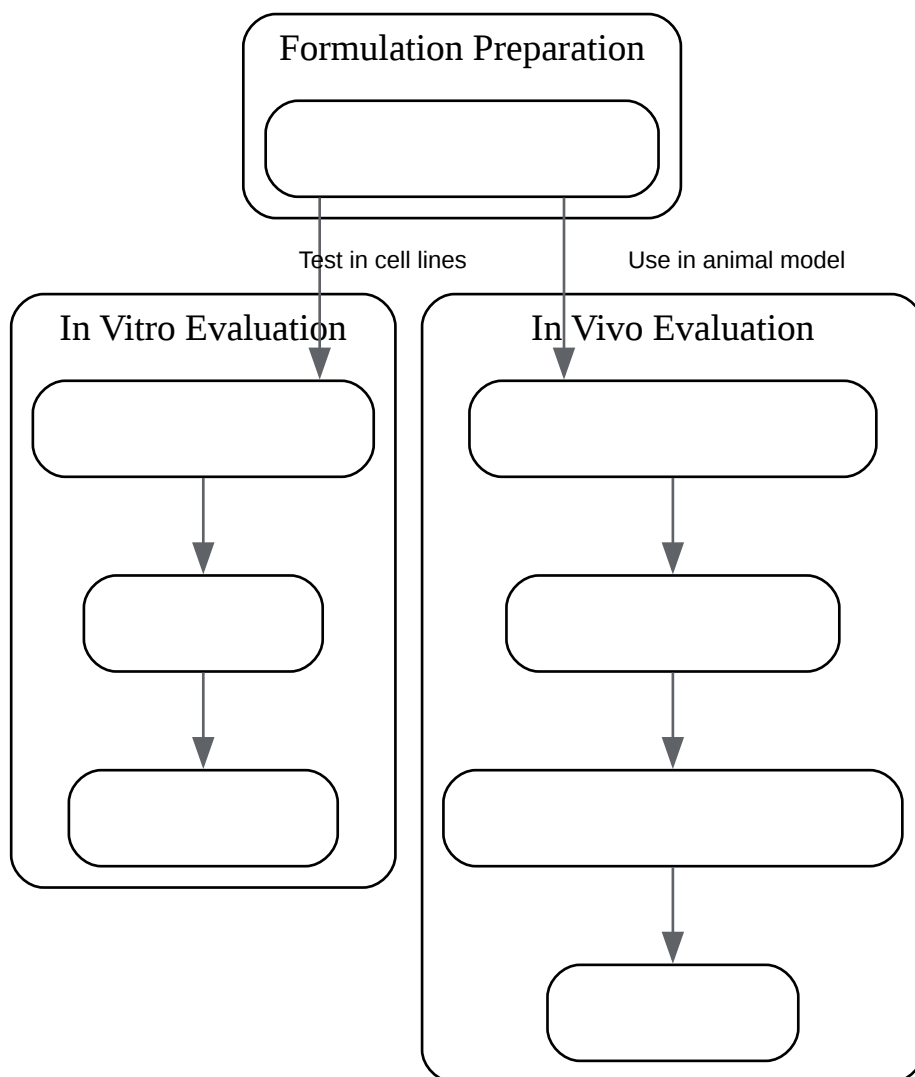 Formulation Preparation
Test in cell lines
Use in animal model
In Vitro Evaluation
In Vivo Evaluation